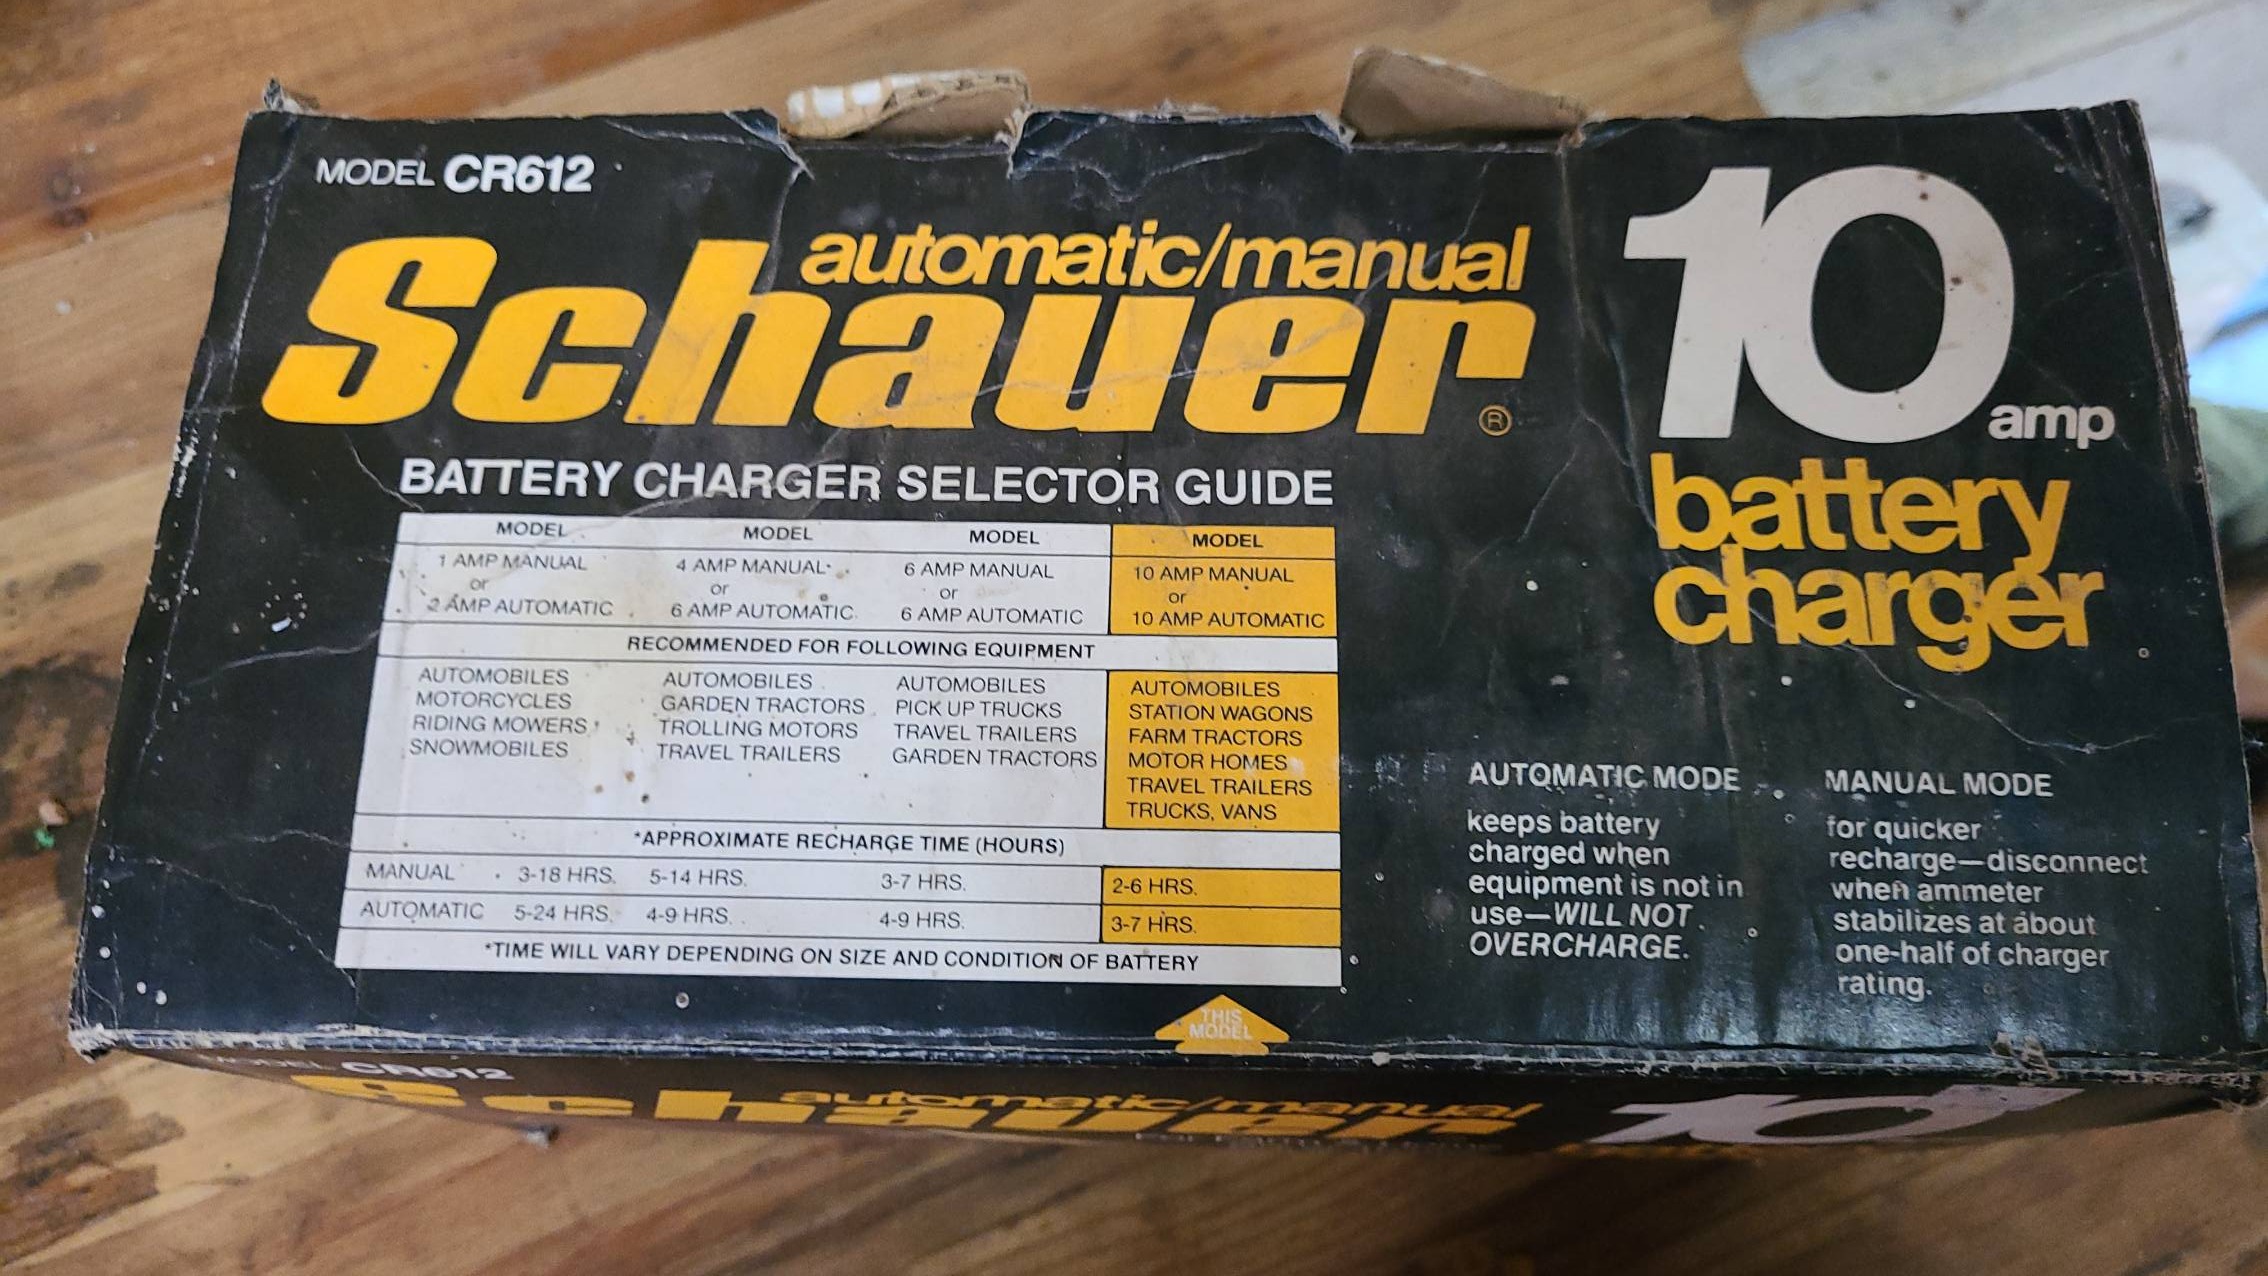 MODEL CR612
automatic/manual
Schauer®
10
amp
battery
charger
BATTERY CHARGER SELECTOR GUIDE
MODEL MODEL MODEL MODEL
1 AMP MANUAL 4 AMP MANUAL 6 AMP MANUAL 10 AMP MANUAL
or or or or
2 AMP AUTOMATIC 6 AMP AUTOMATIC 6 AMP AUTOMATIC 10 AMP AUTOMATIC
RECOMMENDED FOR FOLLOWING EQUIPMENT
AUTOMOBILES AUTOMOBILES AUTOMOBILES AUTOMOBILES
MOTORCYCLES GARDEN TRACTORS PICK UP TRUCKS STATION WAGONS
RIDING MOWERS TROLLING MOTORS TRAVEL TRAILERS FARM TRACTORS
SNOWMOBILES TRAVEL TRAILERS GARDEN TRACTORS MOTOR HOMES
TRAVEL TRAILERS
TRUCKS, VANS
*APPROXIMATE RECHARGE TIME (HOURS)
MANUAL 3-18 HRS. 5-14 HRS. 3-7 HRS. 2-6 HRS.
AUTOMATIC 5-24 HRS. 4-9 HRS. 4-9 HRS. 3-7 HRS.
*TIME WILL VARY DEPENDING ON SIZE AND CONDITION OF BATTERY
THIS
MODEL
AUTOMATIC MODE
keeps battery
charged when
equipment is not in
use—WILL NOT
OVERCHARGE.
MANUAL MODE
for quicker
recharge—disconnect
when ammeter
stabilizes at about
one-half of charger
rating.
MODEL CR612
automatic/manual
Schauer
10